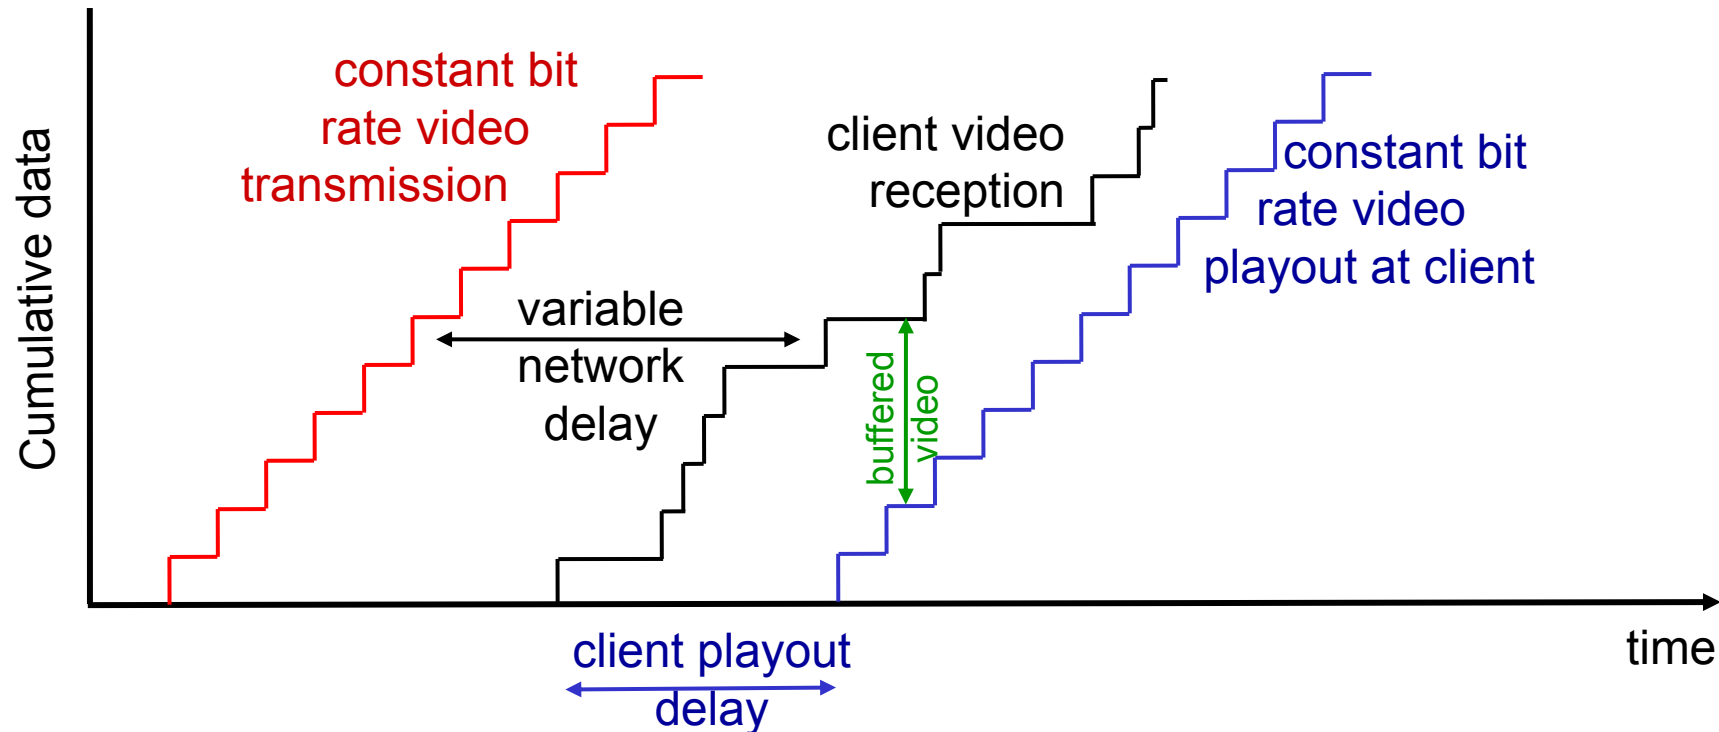 constant bit
rate video
transmission
client video
reception
constant bit
rate video
playout at client
variable
network
delay
buffered
video
Cumulative data
client playout
delay
time